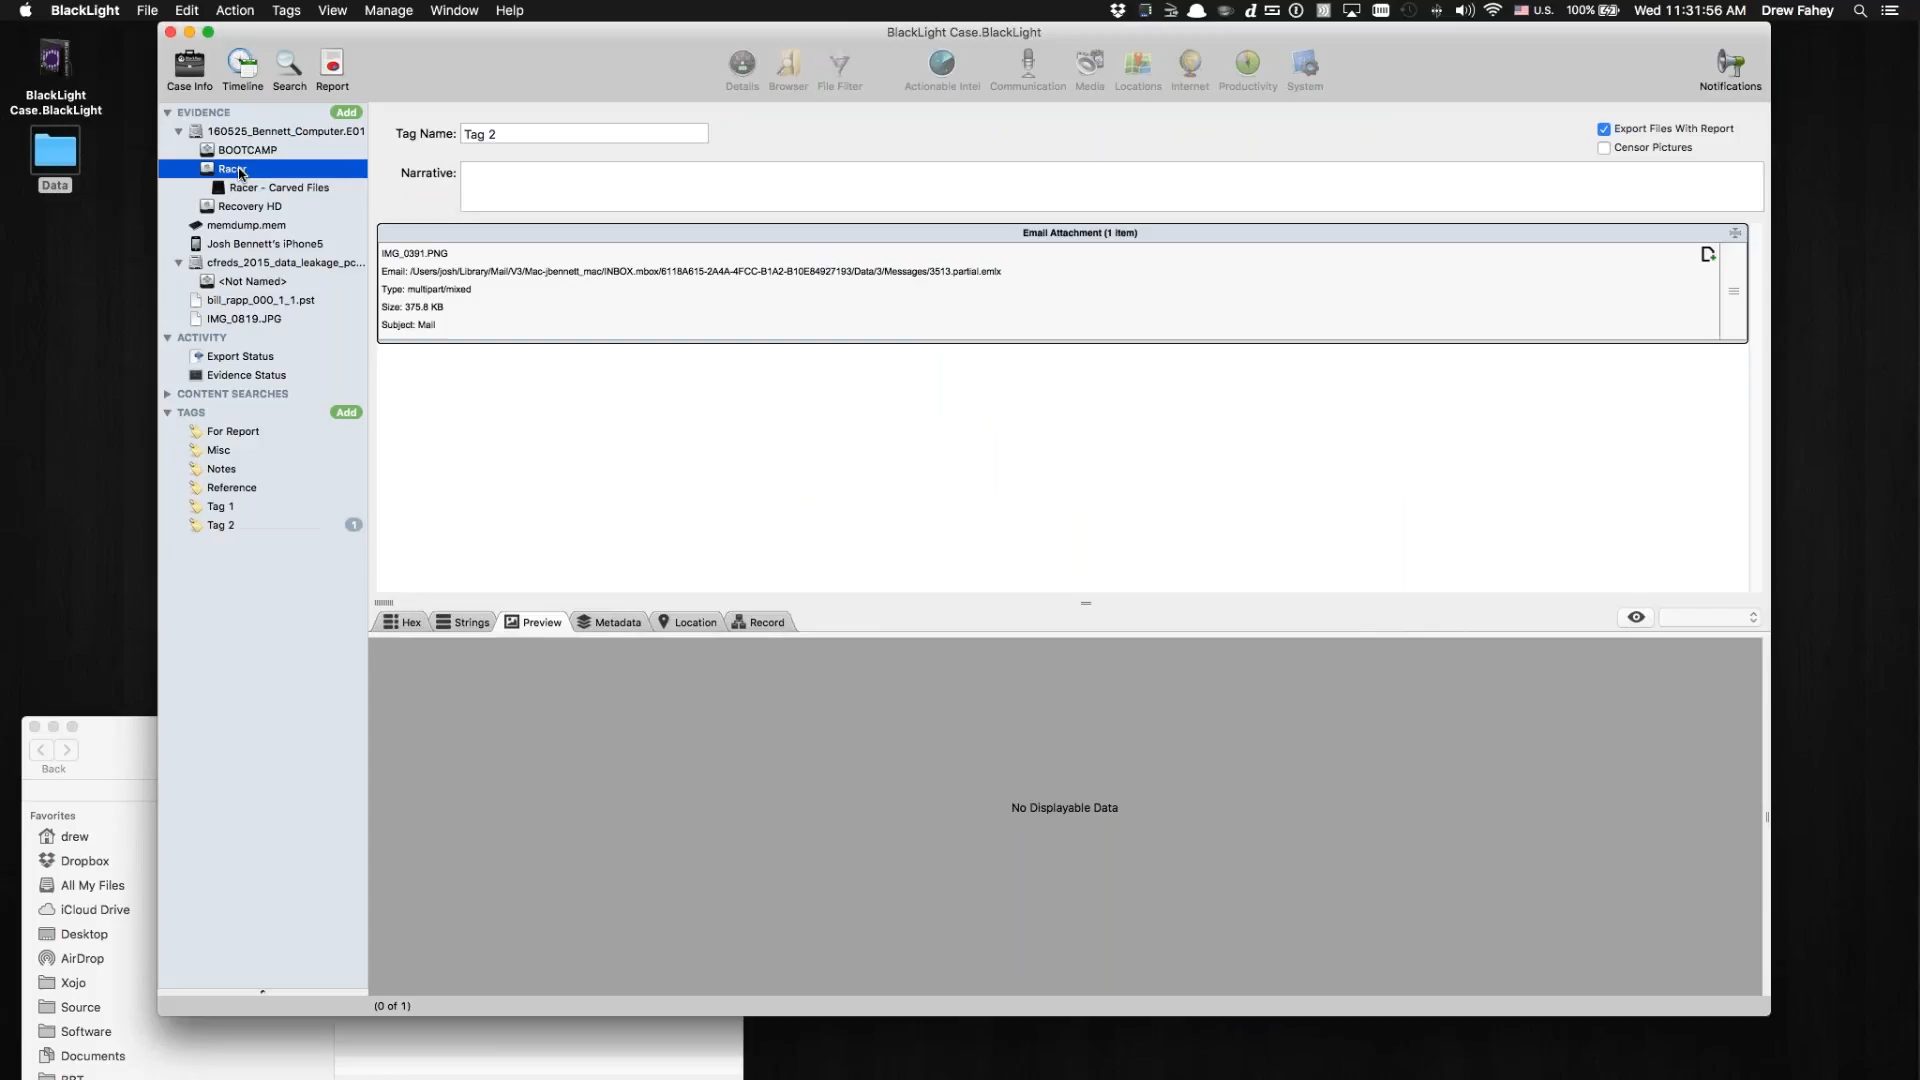 BlackLight File Edit Action Tags View Manage Window Help
U.S. 100% Wed 11:31:56 AM Drew Fahey
BlackLight Case.BlackLight
Case Info Timeline Search Report
Details Browser File Filter Actionable Intel Communication Media Locations Internet Productivity System Notifications
BlackLight
Case.BlackLight
Data
EVIDENCE Add
160525_Bennett_Computer.E01
BOOTCAMP
Racer
Racer - Carved Files
Recovery HD
memdump.mem
Josh Bennett's iPhone5
cfreds_2015_data_leakage_pc...
<Not Named>
bill_rapp_000_1_1.pst
IMG_0819.JPG
ACTIVITY
Export Status
Evidence Status
CONTENT SEARCHES
TAGS Add
For Report
Misc
Notes
Reference
Tag 1
Tag 2 1
Tag Name: Tag 2
Export Files With Report
Censor Pictures
Narrative:
Email Attachment (1 item)
IMG_0391.PNG
Email: /Users/josh/Library/Mail/V3/Mac-jbennett_mac/INBOX.mbox/6118A615-2A4A-4FCC-B1A2-B10E84927193/Data/3/Messages/3513.partial.emlx
Type: multipart/mixed
Size: 375.8 KB
Subject: Mail
Hex Strings Preview Metadata Location Record
No Displayable Data
(0 of 1)
Back
Favorites
drew
Dropbox
All My Files
iCloud Drive
Desktop
AirDrop
Xojo
Source
Software
Documents